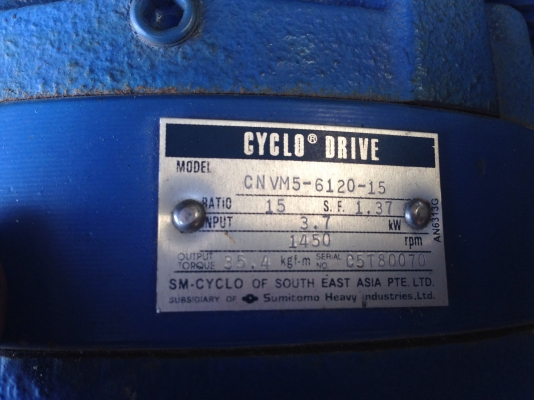 CYCLO® DRIVE
MODEL
CNVM5-6120-15
RATIO 15 S.F. 1.37
INPUT 3.7 kW
1450 rpm
OUTPUT TORQUE 35.4 kgf-m SERIAL NO. C5T80070
SM-CYCLO OF SOUTH EAST ASIA PTE. LTD.
SUBSIDIARY OF Sumitomo Heavy Industries, Ltd.
AN6313G